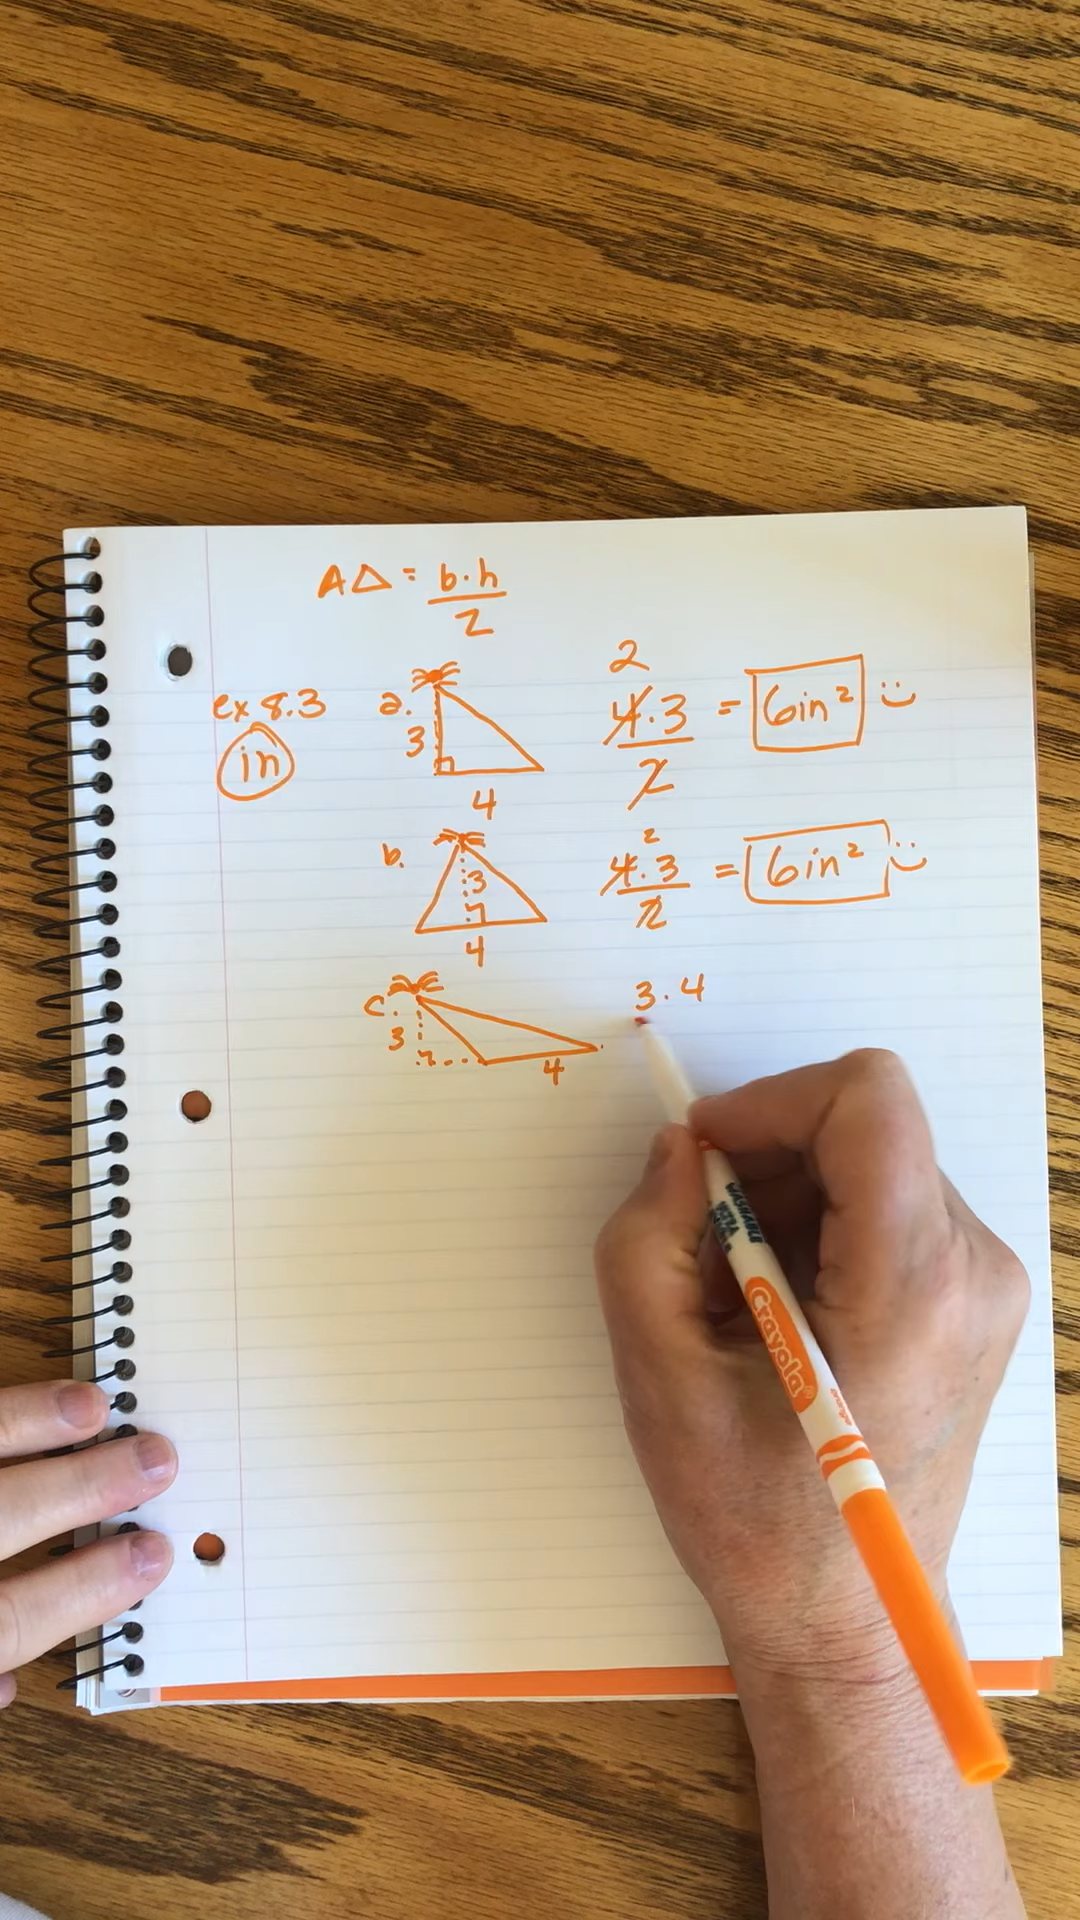 A△ = b·h
2
ex 8.3
in
a.
3
4
2
4·3 = 6in²
2
b.
3
4
2
4·3 = 6in²
2
c.
3
4
3·4
WASHABLE
Crayola